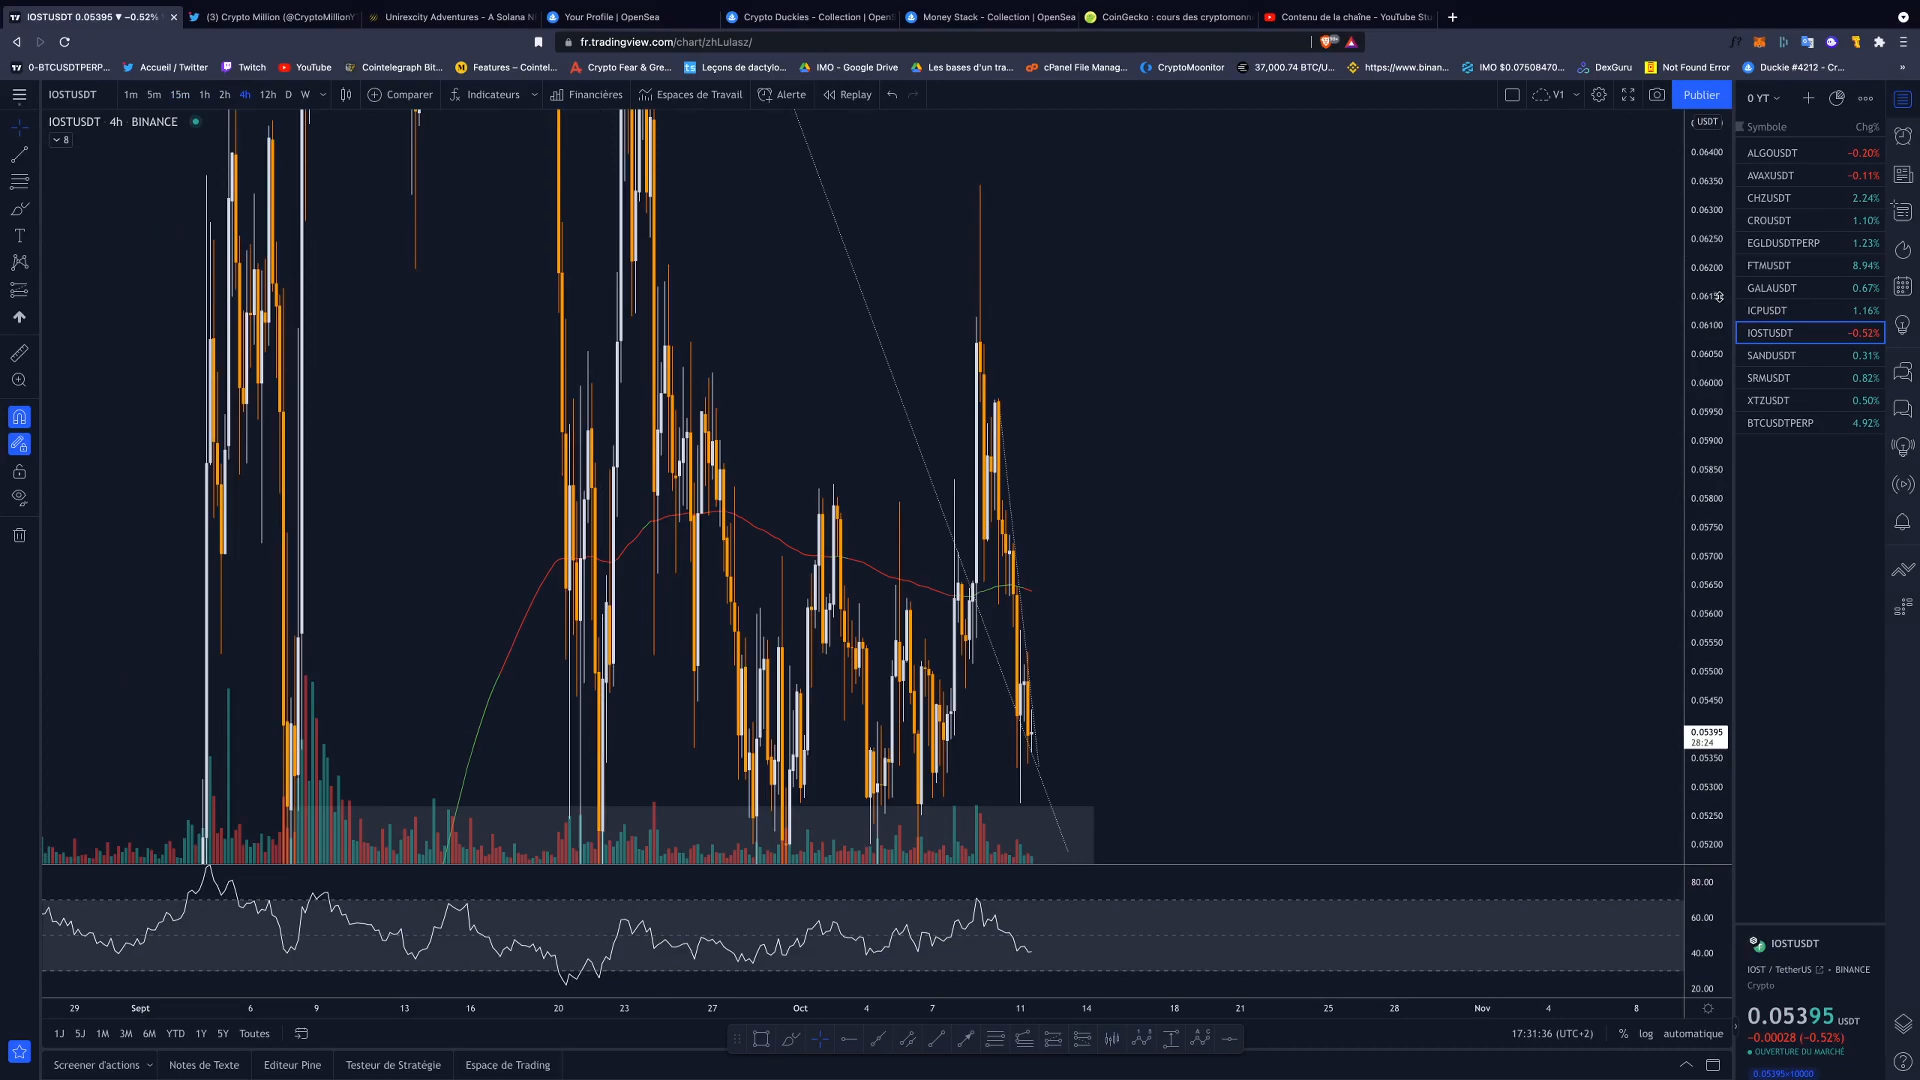 IOSTUSDT 0.05395 ▼ −0.52%
(3) Crypto Million (@CryptoMillionY
Unirexcity Adventures - A Solana N
Your Profile | OpenSea
Crypto Duckies - Collection | Open
Money Stack - Collection | OpenSea
CoinGecko : cours des cryptomonn
Contenu de la chaîne - YouTube Stu
fr.tradingview.com/chart/zhLulasz/
0-BTCUSDTPERP...
Accueil / Twitter
Twitch
YouTube
Cointelegraph Bit...
Features – Cointel...
Crypto Fear & Gre...
Leçons de dactylo...
IMO - Google Drive
Les bases d'un tra...
cPanel File Manag...
CryptoMoonitor
37,000.74 BTC/U...
https://www.binan...
IMO $0.07508470...
DexGuru
Not Found Error
Duckie #4212 - Cr...
IOSTUSDT
1m 5m 15m 1h 2h 4h 12h D W
Comparer
Indicateurs
Financières
Espaces de Travail
Alerte
Replay
V1
Publier
0 YT
IOSTUSDT · 4h · BINANCE
8
USDT
0.06400
0.06350
0.06300
0.06250
0.06200
0.06100
0.06050
0.06000
0.05950
0.05900
0.05850
0.05800
0.05750
0.05700
0.05650
0.05600
0.05550
0.05500
0.05450
0.05395
28:24
0.05350
0.05300
0.05250
0.05200
80.00
60.00
40.00
20.00
Symbole Chg%
ALGOUSDT −0.20%
AVAXUSDT −0.11%
CHZUSDT 2.24%
CROUSDT 1.10%
EGLDUSDTPERP 1.23%
FTMUSDT 8.94%
GALAUSDT 0.67%
ICPUSDT 1.16%
IOSTUSDT −0.52%
SANDUSDT 0.31%
SRMUSDT 0.82%
XTZUSDT 0.50%
BTCUSDTPERP 4.92%
IOSTUSDT
IOST / TetherUS • BINANCE
Crypto
0.05395 USDT
−0.00028 (−0.52%)
OUVERTURE DU MARCHÉ
0.05395×10000
29 Sept 6 9 13 16 20 23 27 Oct 4 7 11 14 18 21 25 28 Nov 4 8
1J 5J 1M 3M 6M YTD 1Y 5Y Toutes
17:31:36 (UTC+2)
% log automatique
Screener d'actions
Notes de Texte
Editeur Pine
Testeur de Stratégie
Espace de Trading